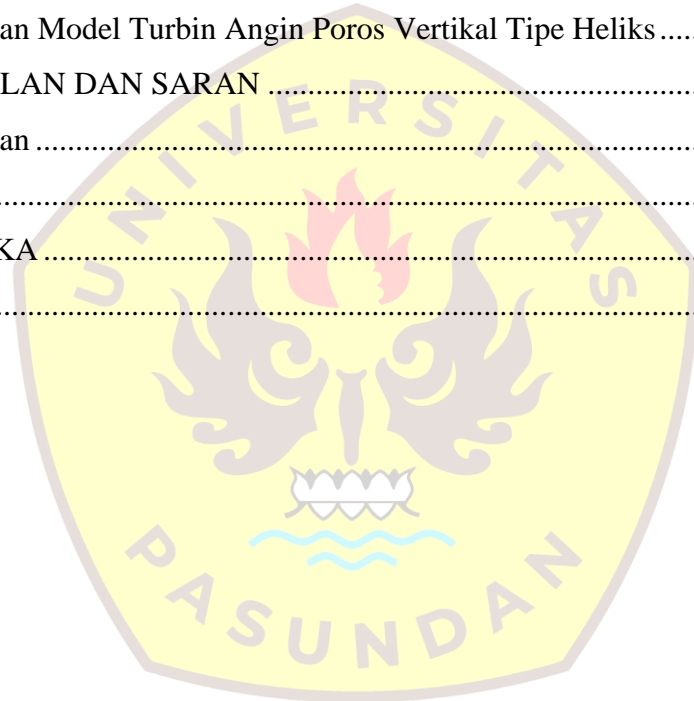 an Model Turbin Angin Poros Vertikal Tipe Heliks .....
LAN DAN SARAN ..........................................................
an ....................................................................................
..........................................................................................
KA ....................................................................................
..........................................................................................
UNIVERSITAS
PASUNDAN